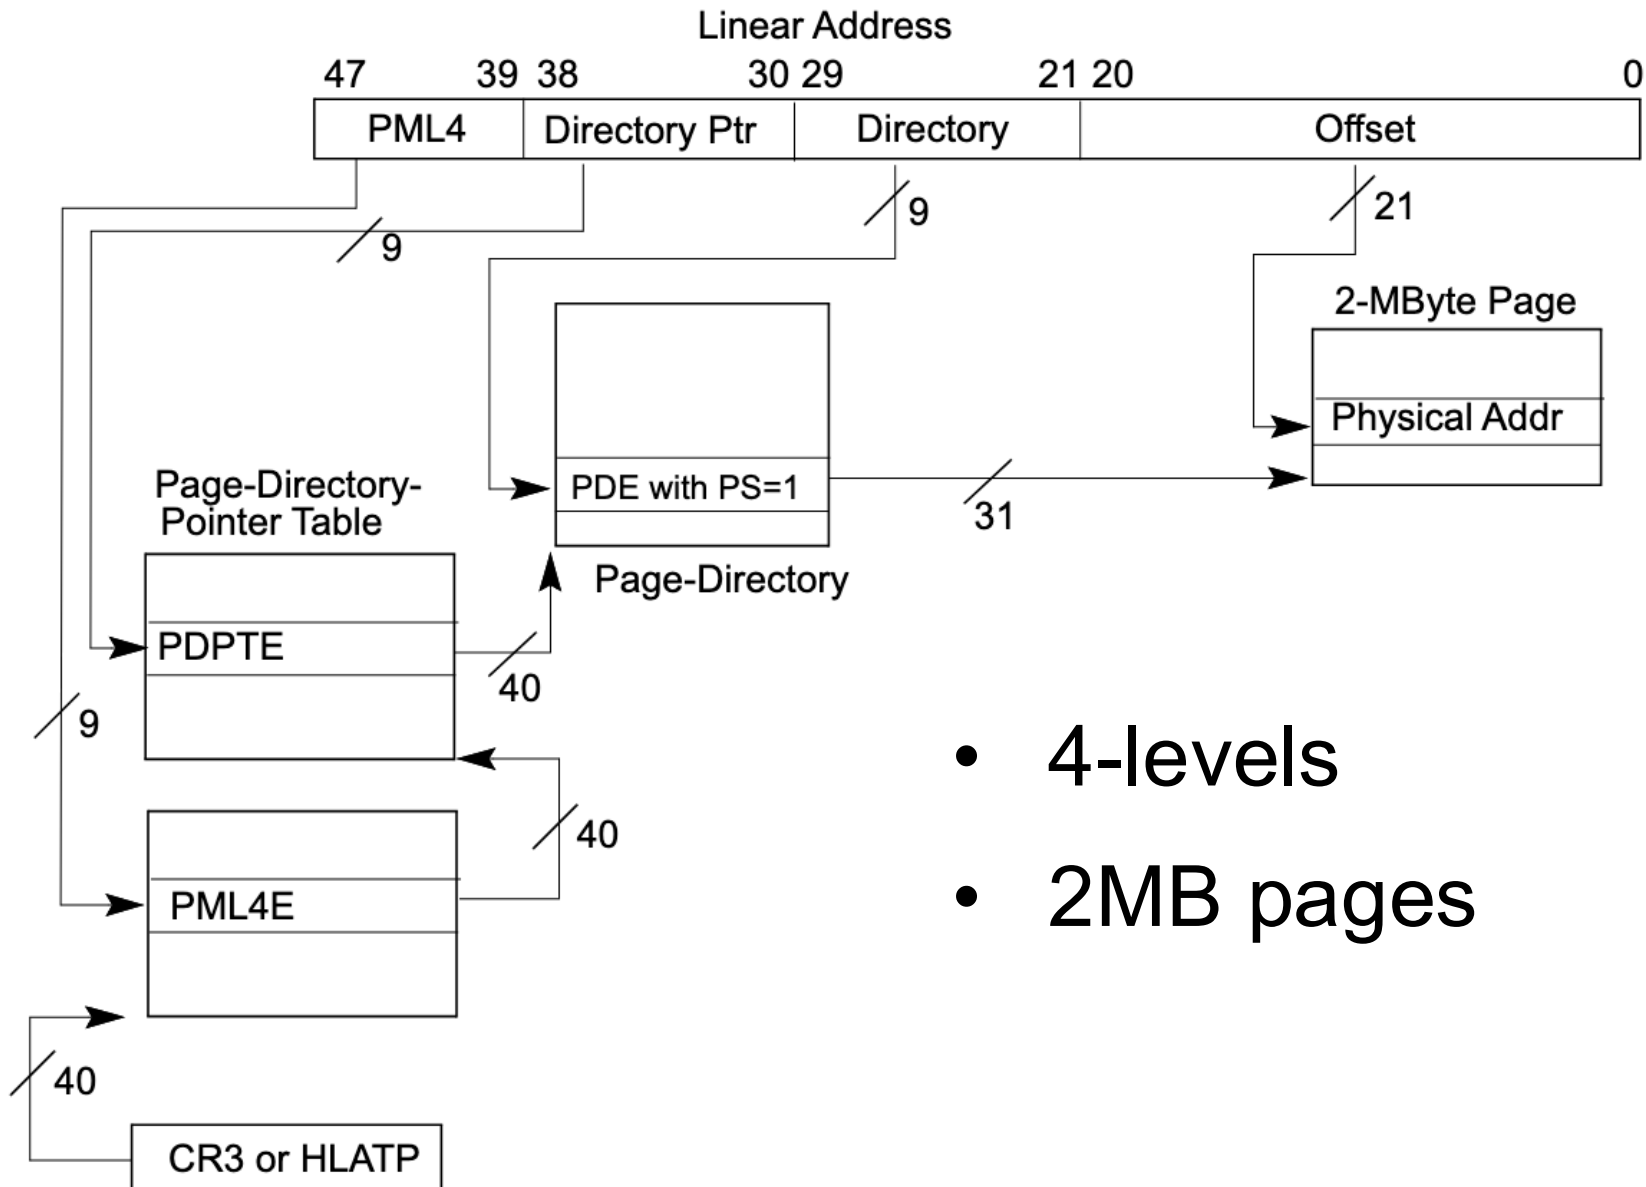 Linear Address
47 39 38 30 29 21 20 0
PML4 Directory Ptr Directory Offset
9 21
9
2-MByte Page
Physical Addr
PDE with PS=1
31
Page-Directory-
Pointer Table
Page-Directory
PDPTE
40
9
• 4-levels
40
• 2MB pages
PML4E
40
CR3 or HLATP